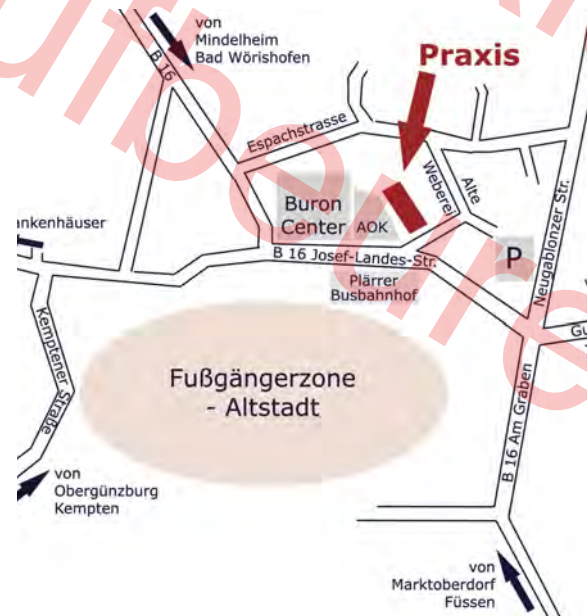 von
Mindelheim
Bad Wörishofen
B 16
Praxis
Espachstrasse
Alte
Weberei
Buron
Center
AOK
Neugablonzer Str.
P
B 16 Josef-Landes-Str.
Plärrer
Busbahnhof
Kemptener
Straße
Fußgängerzone
- Altstadt
B 16 Am Graben
von
Obergünzburg
Kempten
von
Marktoberdorf
Füssen